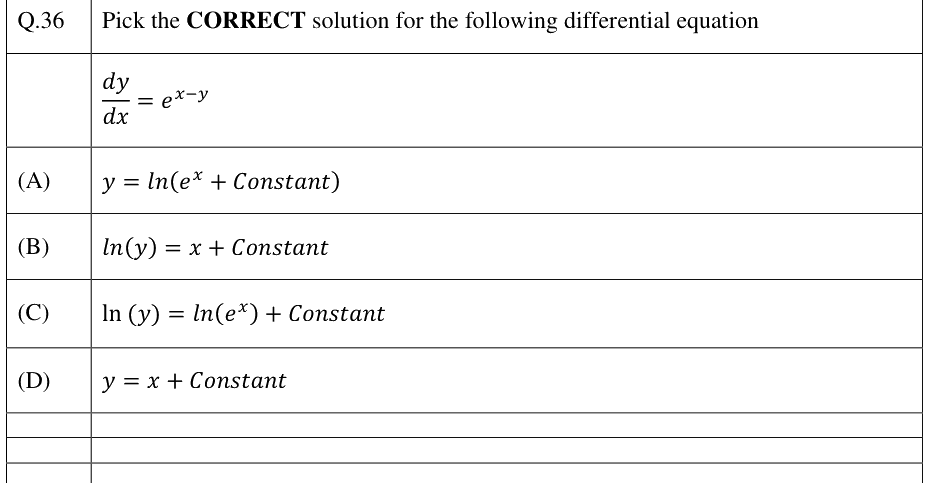 Q.36 Pick the CORRECT solution for the following differential equation
dy/dx = e^{x−y}
(A) y = ln(e^x + Constant)
(B) ln(y) = x + Constant
(C) ln (y) = ln(e^x) + Constant
(D) y = x + Constant